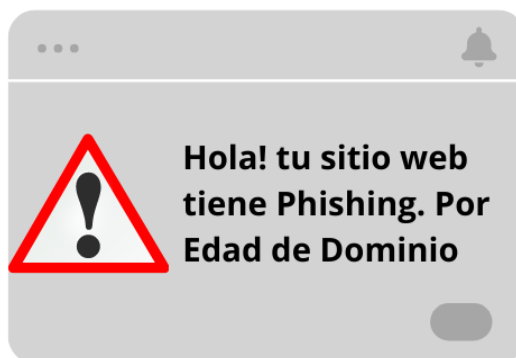 Hola! tu sitio web
tiene Phishing. Por
Edad de Dominio